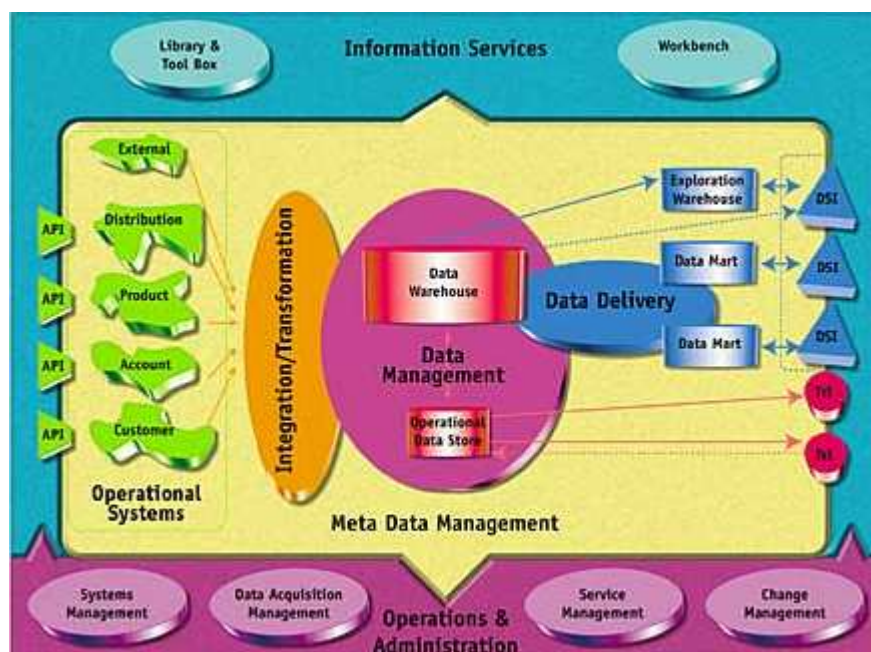 Library &
Tool Box
Information Services
Workbench
External
API
Distribution
API
Product
API
Account
API
Customer
Operational
Systems
Integration/Transformation
Data
Warehouse
Data
Management
Operational
Data Store
Data Delivery
Exploration
Warehouse
Data Mart
Data Mart
DSI
DSI
DSI
TrI
TrI
Meta Data Management
Systems
Management
Data Acquisition
Management
Operations &
Administration
Service
Management
Change
Management